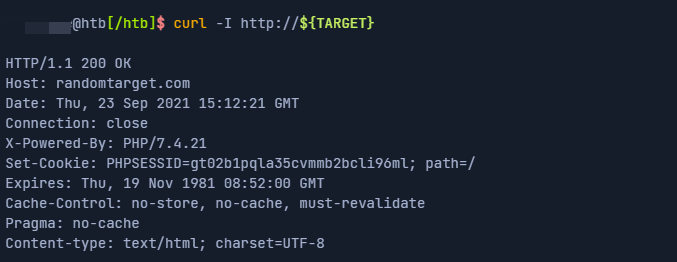 @htb[/htb]$ curl -I http://${TARGET}
HTTP/1.1 200 OK
Host: randomtarget.com
Date: Thu, 23 Sep 2021 15:12:21 GMT
Connection: close
X-Powered-By: PHP/7.4.21
Set-Cookie: PHPSESSID=gt02b1pqla35cvmmb2bcli96ml; path=/
Expires: Thu, 19 Nov 1981 08:52:00 GMT
Cache-Control: no-store, no-cache, must-revalidate
Pragma: no-cache
Content-type: text/html; charset=UTF-8